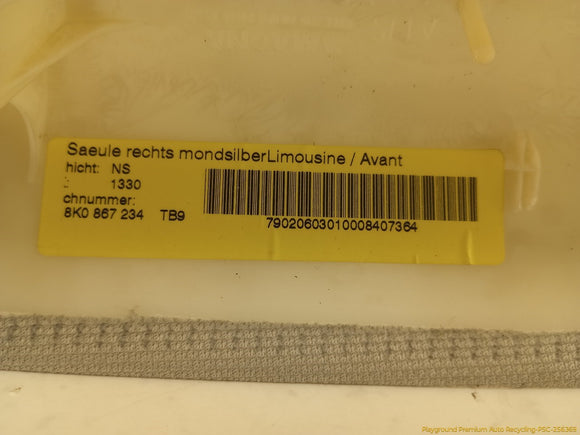 Saeule rechts mondsilberLimousine / Avant
hicht: NS
: 1330
chnummer:
8K0 867 234 TB9
79020603010008407364
Playground Premium Auto Recycling-PSC-256365